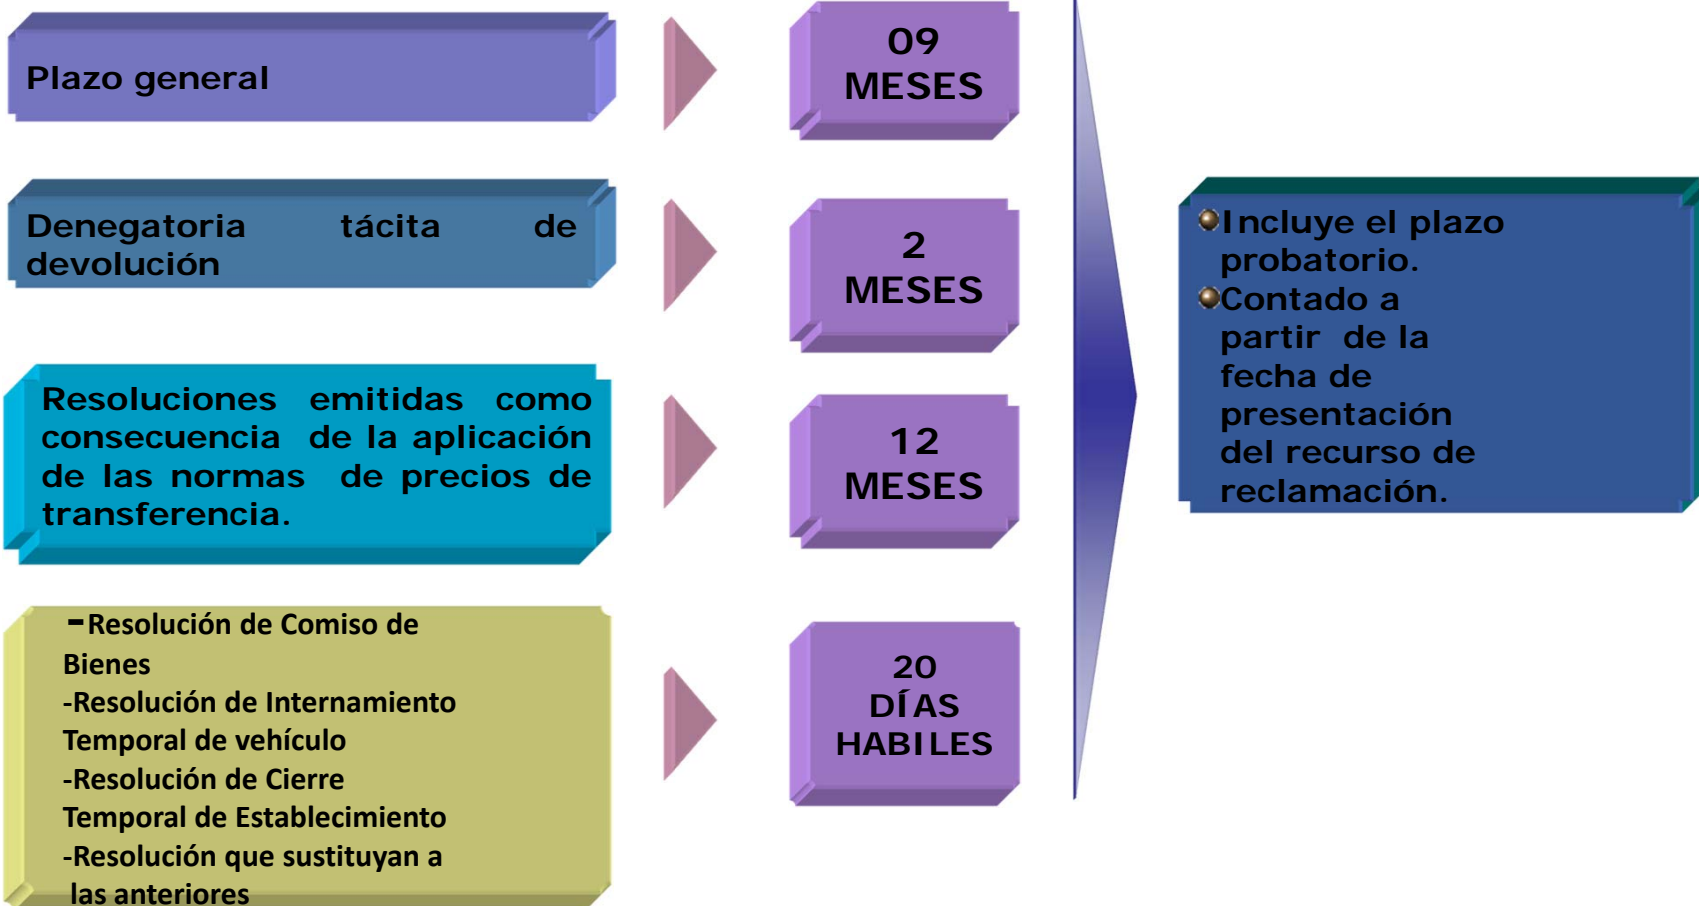 Plazo general
09
MESES
Denegatoria tácita de
devolución
2
MESES
Resoluciones emitidas como
consecuencia de la aplicación
de las normas de precios de
transferencia.
12
MESES
-Resolución de Comiso de
Bienes
-Resolución de Internamiento
Temporal de vehículo
-Resolución de Cierre
Temporal de Establecimiento
-Resolución que sustituyan a
las anteriores
20
DÍAS
HABILES
Incluye el plazo
probatorio.
Contado a
partir de la
fecha de
presentación
del recurso de
reclamación.